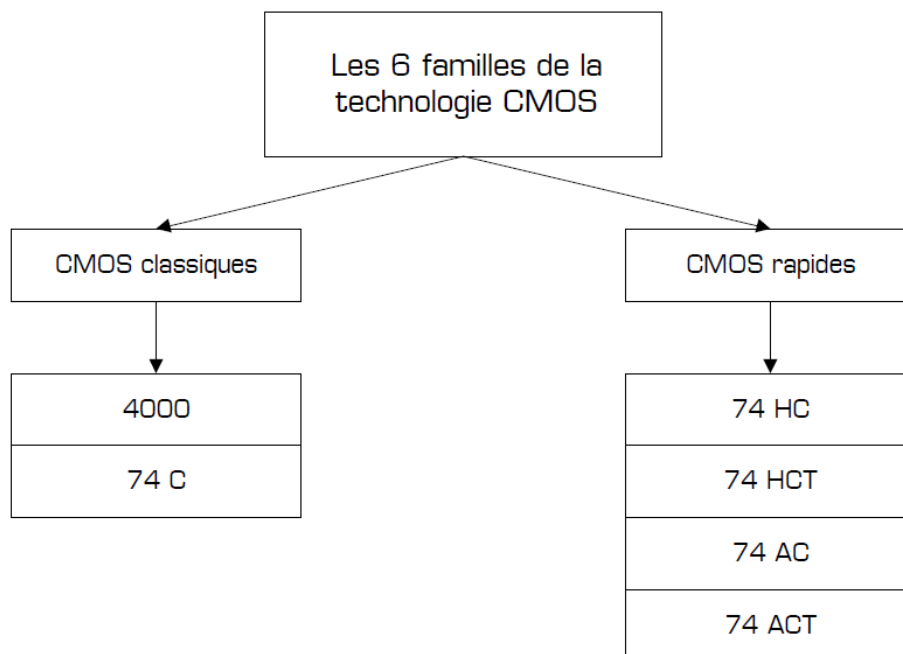 Les 6 familles de la
technologie CMOS
CMOS classiques
CMOS rapides
4000
74 C
74 HC
74 HCT
74 AC
74 ACT